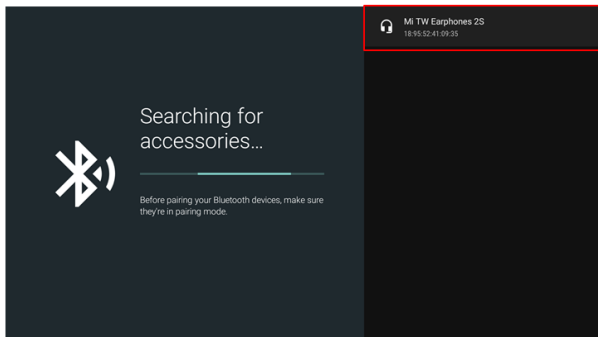 Mi TW Earphones 2S
18:95:52:41:09:35
Searching for
accessories...
Before pairing your Bluetooth devices, make sure
they're in pairing mode.